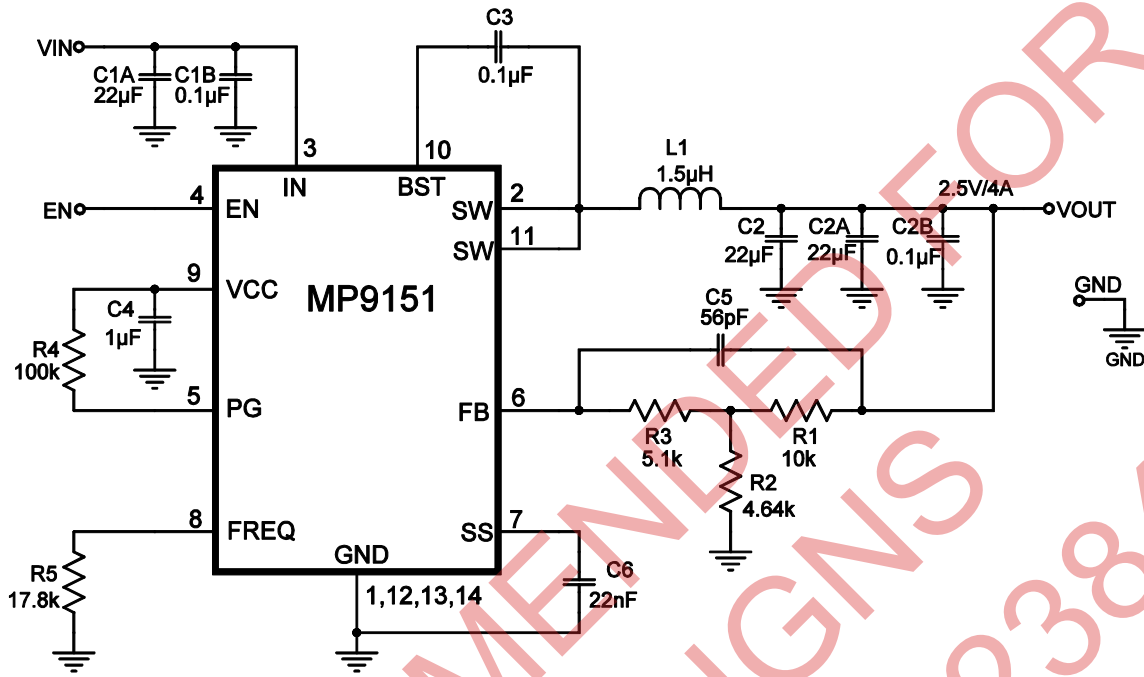 C3
0.1µF
VIN
C1A
22µF
C1B
0.1µF
3
10
IN
BST
L1
1.5µH
2.5V/4A
EN
4
EN
2
SW
11
SW
VOUT
C2
22µF
C2A
22µF
C2B
0.1µF
9
VCC
MP9151
C4
1µF
GND
GND
C5
56pF
R4
100k
5
PG
6
FB
R3
5.1k
R1
10k
R2
4.64k
8
FREQ
7
SS
GND
1,12,13,14
C6
22nF
R5
17.8k
MENDED FOR
IGNS